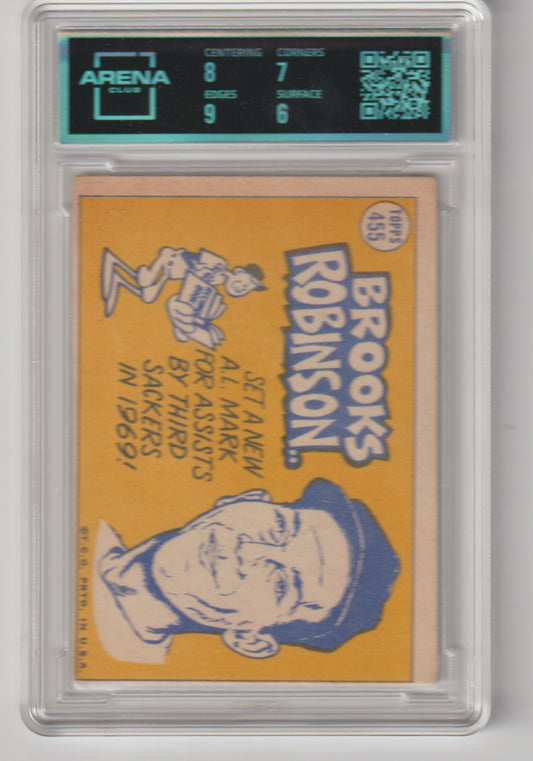 ARENA
CLUB
CENTERING CORNERS
8 7
EDGES SURFACE
9 6
TOPPS
455
BROOKS
ROBINSON..
SET A NEW
A.L. MARK
FOR ASSISTS
BY THIRD
SACKERS
IN 1969!
©T.C.G. PRTD. IN U.S.A.